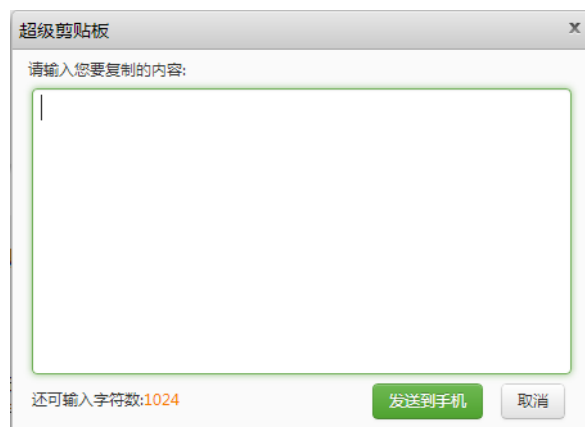 超级剪贴板
x
请输入您要复制的内容:
还可输入字符数:1024
发送到手机
取消